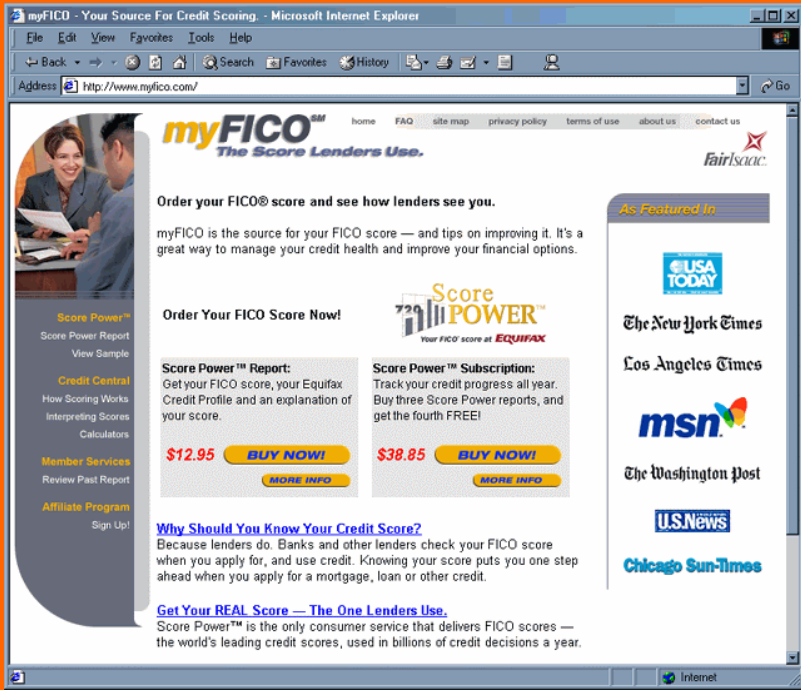 myFICO - Your Source For Credit Scoring. - Microsoft Internet Explorer
File Edit View Favorites Tools Help
Back Search Favorites History
Address http://www.myfico.com/ Go
myFICO SM
The Score Lenders Use.
home FAQ site map privacy policy terms of use about us contact us
FairIsaac.
Order your FICO® score and see how lenders see you.
myFICO is the source for your FICO score — and tips on improving it. It's a
great way to manage your credit health and improve your financial options.
Order Your FICO Score Now!
720
Score
POWER™
Your FICO® score at EQUIFAX
Score Power™ Report:
Get your FICO score, your Equifax
Credit Profile and an explanation of
your score.
$12.95 BUY NOW!
MORE INFO
Score Power™ Subscription:
Track your credit progress all year.
Buy three Score Power reports, and
get the fourth FREE!
$38.85 BUY NOW!
MORE INFO
Why Should You Know Your Credit Score?
Because lenders do. Banks and other lenders check your FICO score
when you apply for, and use credit. Knowing your score puts you one step
ahead when you apply for a mortgage, loan or other credit.
Get Your REAL Score — The One Lenders Use.
Score Power™ is the only consumer service that delivers FICO scores —
the world's leading credit scores, used in billions of credit decisions a year.
Score Power™
Score Power Report
View Sample
Credit Central
How Scoring Works
Interpreting Scores
Calculators
Member Services
Review Past Report
Affiliate Program
Sign Up!
As Featured In
USA
TODAY
The New York Times
Los Angeles Times
msn
The Washington Post
U.S.News
Chicago Sun-Times
Internet